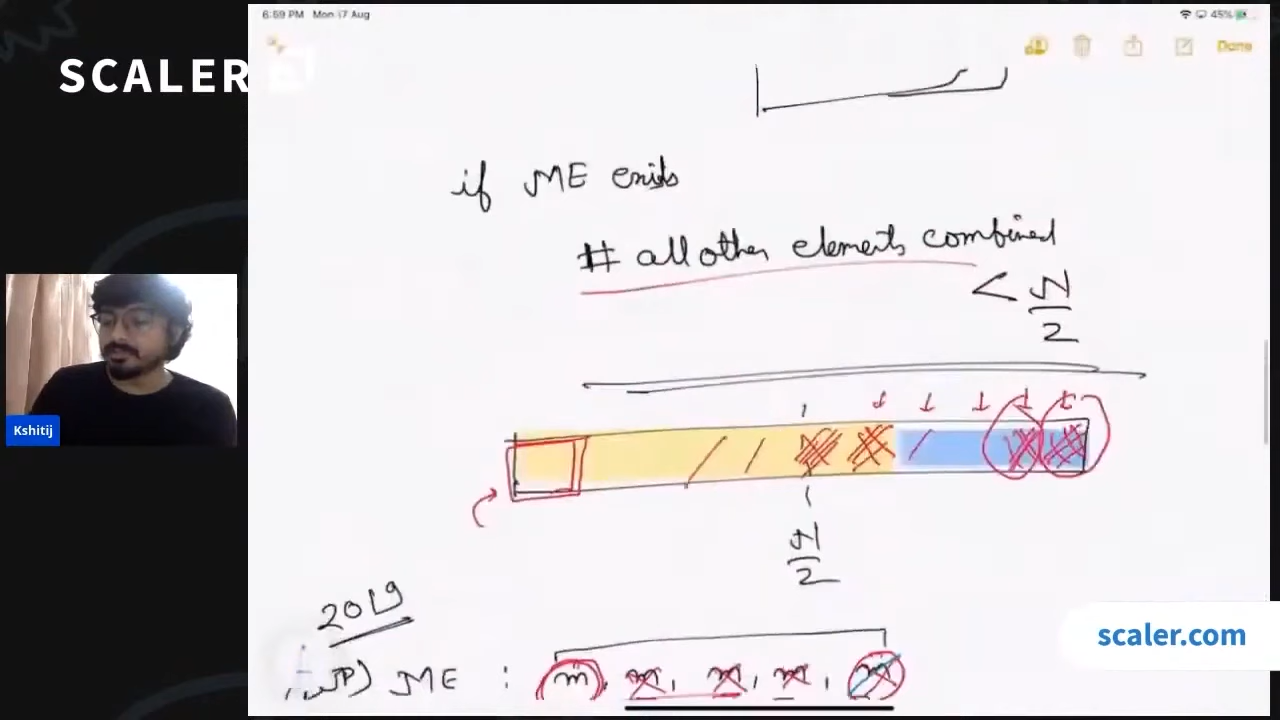 6:59 PM Mon 17 Aug
45%
Done
SCALER
if ME exists
# all other elements combined
< N
2
N
2
Kshitij
2019
ME : m, m, m, m, m
scaler.com